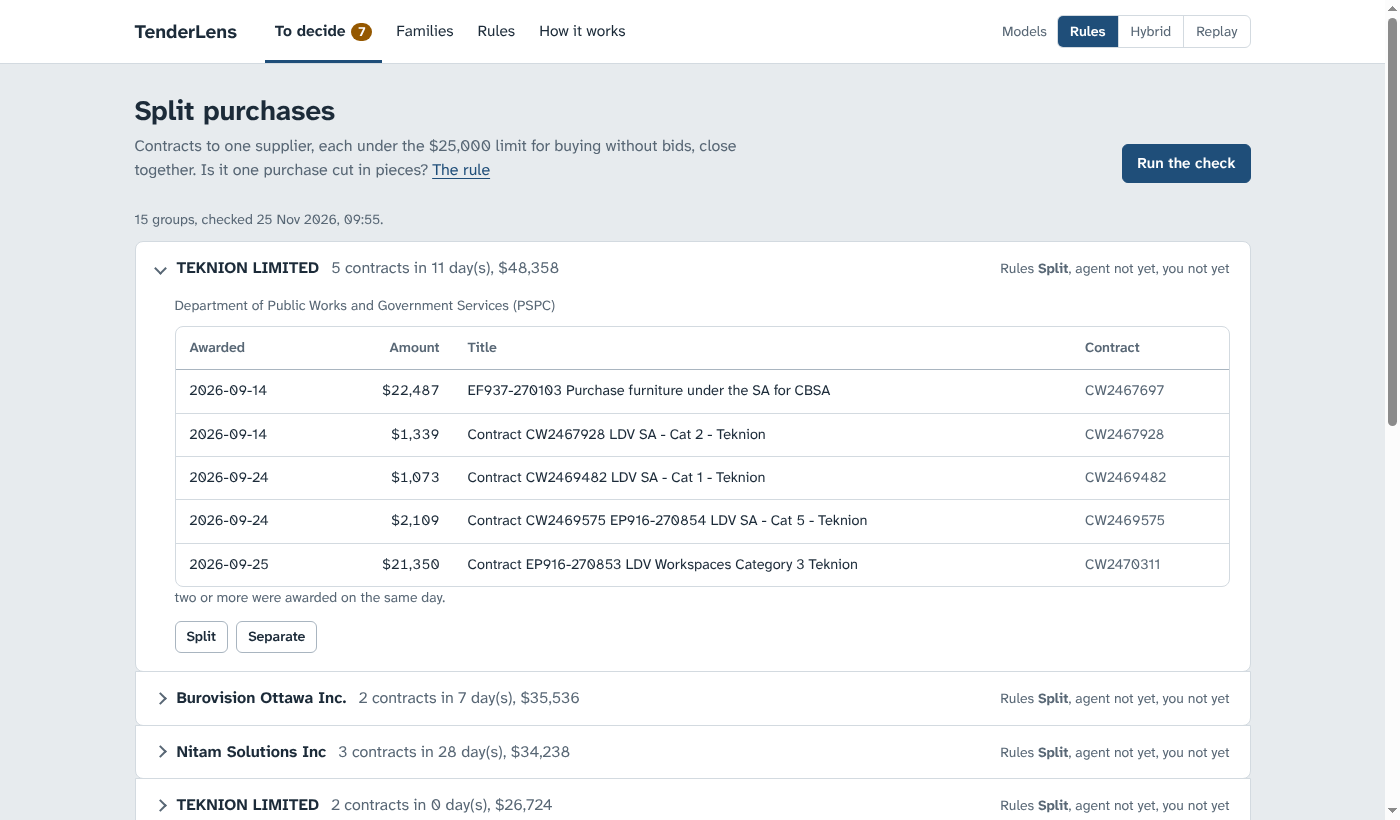 TenderLens To decide 7 Families Rules How it works Models Rules Hybrid Replay
Split purchases
Contracts to one supplier, each under the $25,000 limit for buying without bids, close
together. Is it one purchase cut in pieces? The rule
Run the check
15 groups, checked 25 Nov 2026, 09:55.
TEKNION LIMITED 5 contracts in 11 day(s), $48,358 Rules Split, agent not yet, you not yet
Department of Public Works and Government Services (PSPC)
Awarded Amount Title Contract
2026-09-14 $22,487 EF937-270103 Purchase furniture under the SA for CBSA CW2467697
2026-09-14 $1,339 Contract CW2467928 LDV SA - Cat 2 - Teknion CW2467928
2026-09-24 $1,073 Contract CW2469482 LDV SA - Cat 1 - Teknion CW2469482
2026-09-24 $2,109 Contract CW2469575 EP916-270854 LDV SA - Cat 5 - Teknion CW2469575
2026-09-25 $21,350 Contract EP916-270853 LDV Workspaces Category 3 Teknion CW2470311
two or more were awarded on the same day.
Split Separate
Burovision Ottawa Inc. 2 contracts in 7 day(s), $35,536 Rules Split, agent not yet, you not yet
Nitam Solutions Inc 3 contracts in 28 day(s), $34,238 Rules Split, agent not yet, you not yet
TEKNION LIMITED 2 contracts in 0 day(s), $26,724 Rules Split, agent not yet, you not yet